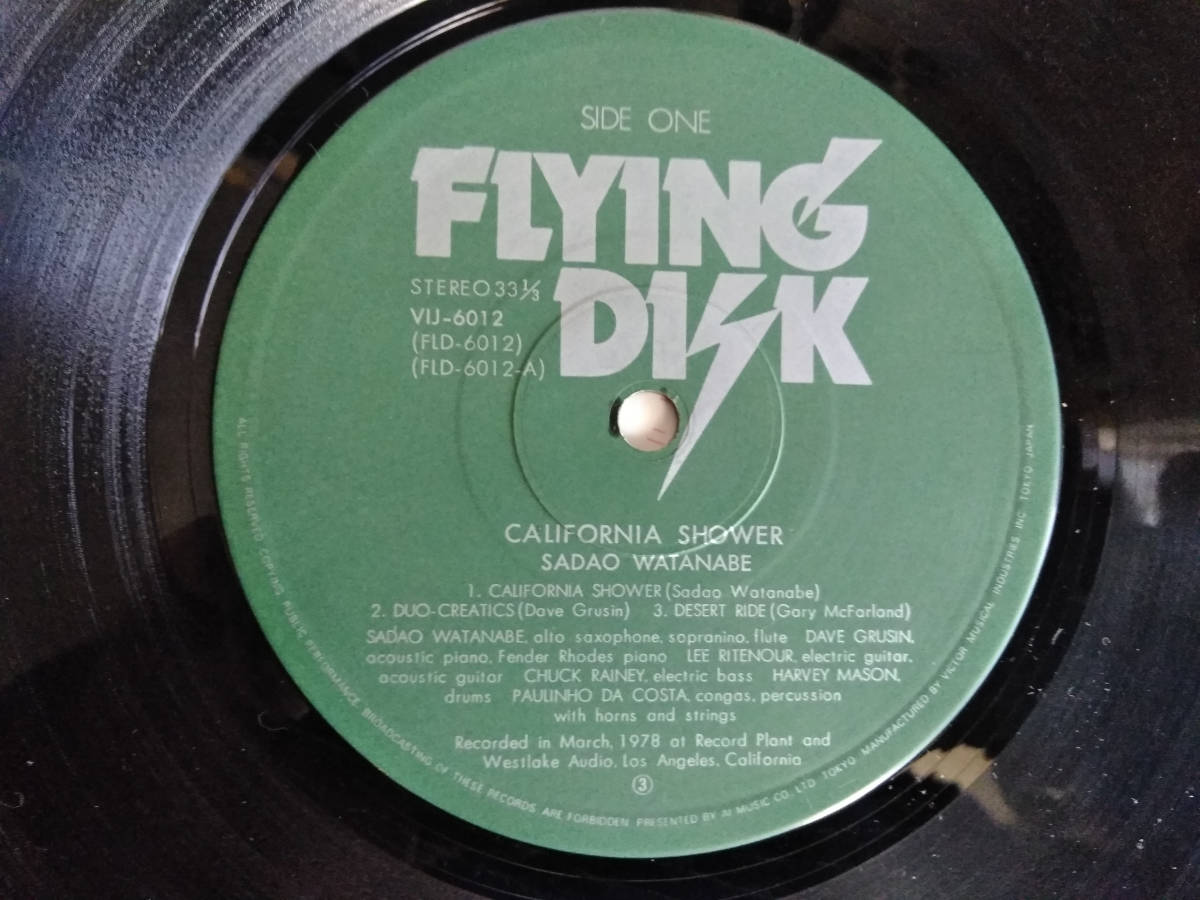 SIDE ONE
FLYING
DISK
STEREO 33⅓
VIJ-6012
(FLD-6012)
(FLD-6012-A)
CALIFORNIA SHOWER
SADAO WATANABE
1. CALIFORNIA SHOWER (Sadao Watanabe)
2. DUO-CREATICS (Dave Grusin) 3. DESERT RIDE (Gary McFarland)
SADAO WATANABE, alto saxophone, sopranino, flute DAVE GRUSIN,
acoustic piano, Fender Rhodes piano LEE RITENOUR, electric guitar,
acoustic guitar CHUCK RAINEY, electric bass HARVEY MASON,
drums PAULINHO DA COSTA, congas, percussion
with horns and strings
Recorded in March, 1978 at Record Plant and
Westlake Audio, Los Angeles, California
③
ALL RIGHTS RESERVED COPYING, PUBLIC PERFORMANCE, BROADCASTING OF THESE RECORDS ARE FORBIDDEN PRESENTED BY AI MUSIC CO., LTD. TOKYO MANUFACTURED BY VICTOR MUSICAL INDUSTRIES, INC. TOKYO JAPAN